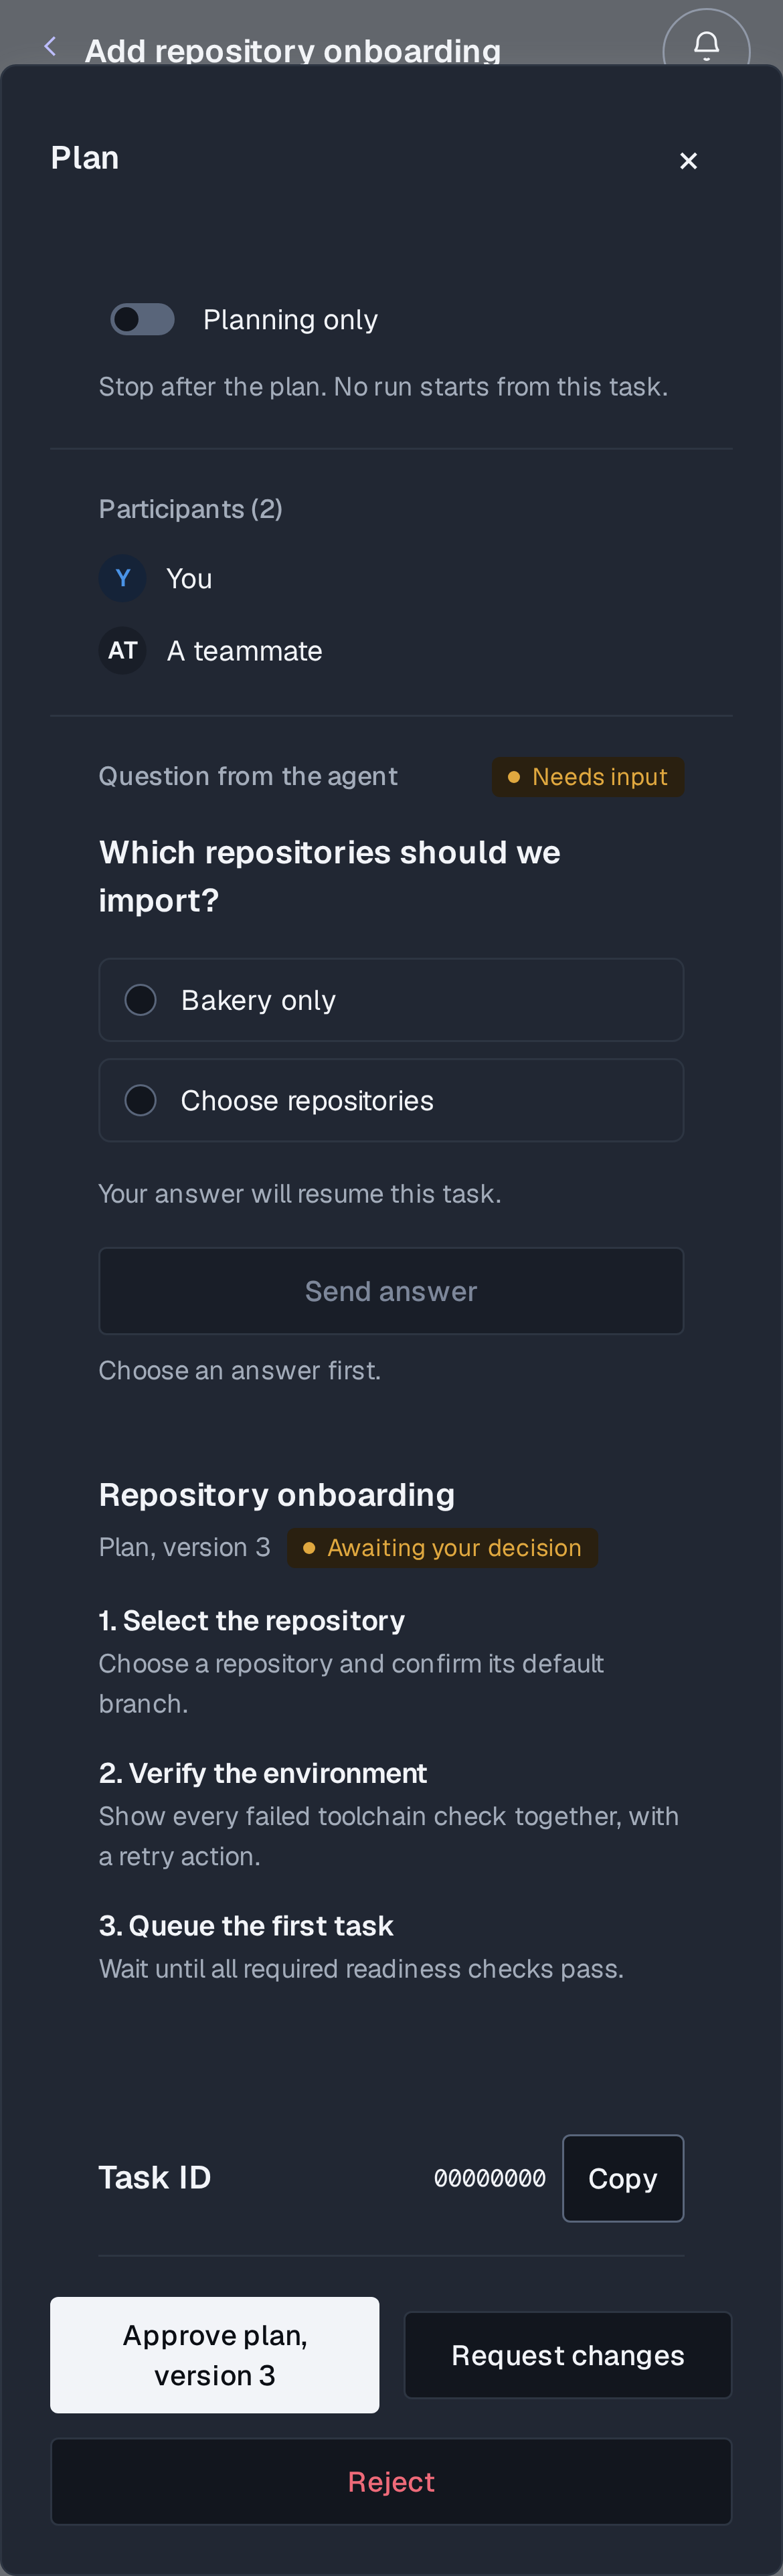 Add repository onboarding
Plan
Planning only
Stop after the plan. No run starts from this task.
Participants (2)
Y You
AT A teammate
Question from the agent Needs input
Which repositories should we
import?
Bakery only
Choose repositories
Your answer will resume this task.
Send answer
Choose an answer first.
Repository onboarding
Plan, version 3 Awaiting your decision
1. Select the repository
Choose a repository and confirm its default
branch.
2. Verify the environment
Show every failed toolchain check together, with
a retry action.
3. Queue the first task
Wait until all required readiness checks pass.
Task ID 00000000 Copy
Approve plan,
version 3
Request changes
Reject